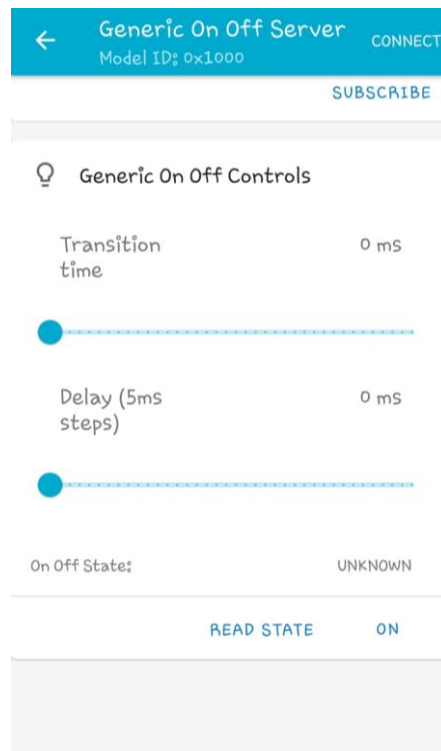 Generic On Off Server
CONNECT
Model ID: 0x1000
SUBSCRIBE
Generic On Off Controls
Transition
time
0 ms
Delay (5ms
steps)
0 ms
On Off State:
UNKNOWN
READ STATE
ON